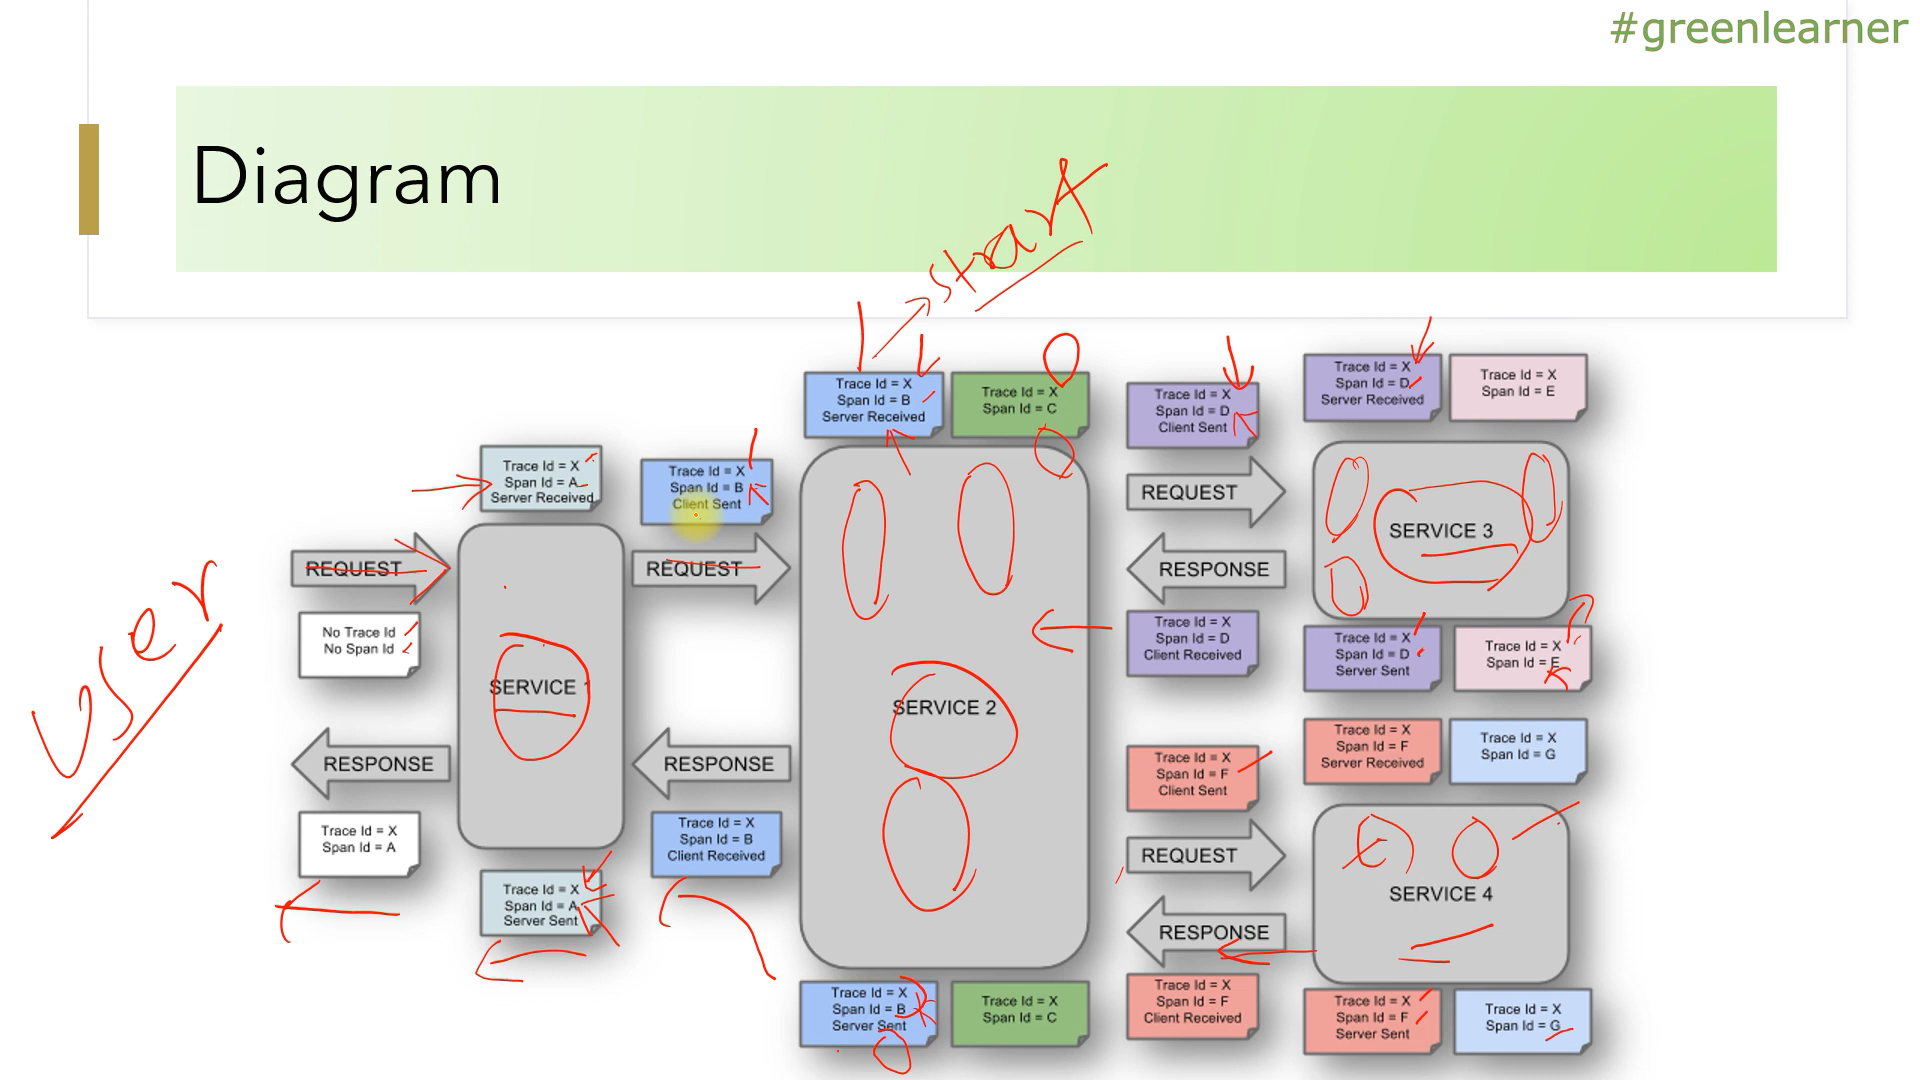 #greenlearner
Diagram
start
user
Trace Id = X
Span Id = A
Server Received
REQUEST
No Trace Id
No Span Id
SERVICE 1
RESPONSE
Trace Id = X
Span Id = A
Trace Id = X
Span Id = A
Server Sent
Trace Id = X
Span Id = B
Client Sent
REQUEST
RESPONSE
Trace Id = X
Span Id = B
Client Received
Trace Id = X
Span Id = B
Server Received
Trace Id = X
Span Id = C
SERVICE 2
Trace Id = X
Span Id = B
Server Sent
Trace Id = X
Span Id = C
Trace Id = X
Span Id = D
Client Sent
REQUEST
RESPONSE
Trace Id = X
Span Id = D
Client Received
Trace Id = X
Span Id = D
Server Received
Trace Id = X
Span Id = E
SERVICE 3
Trace Id = X
Span Id = D
Server Sent
Trace Id = X
Span Id = E
Trace Id = X
Span Id = F
Client Sent
REQUEST
RESPONSE
Trace Id = X
Span Id = F
Client Received
Trace Id = X
Span Id = F
Server Received
Trace Id = X
Span Id = G
SERVICE 4
Trace Id = X
Span Id = F
Server Sent
Trace Id = X
Span Id = G